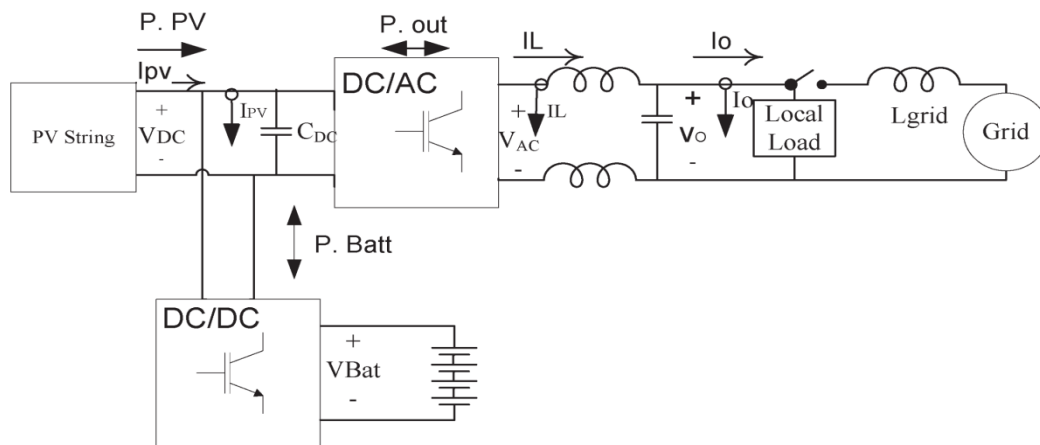 P. PV
Ipv
PV String
+
VDC
-
IPV
CDC
P. out
DC/AC
IL
+
VAC
-
IL
Io
+
Vo
-
Io
Local
Load
Lgrid
Grid
P. Batt
DC/DC
+
VBat
-